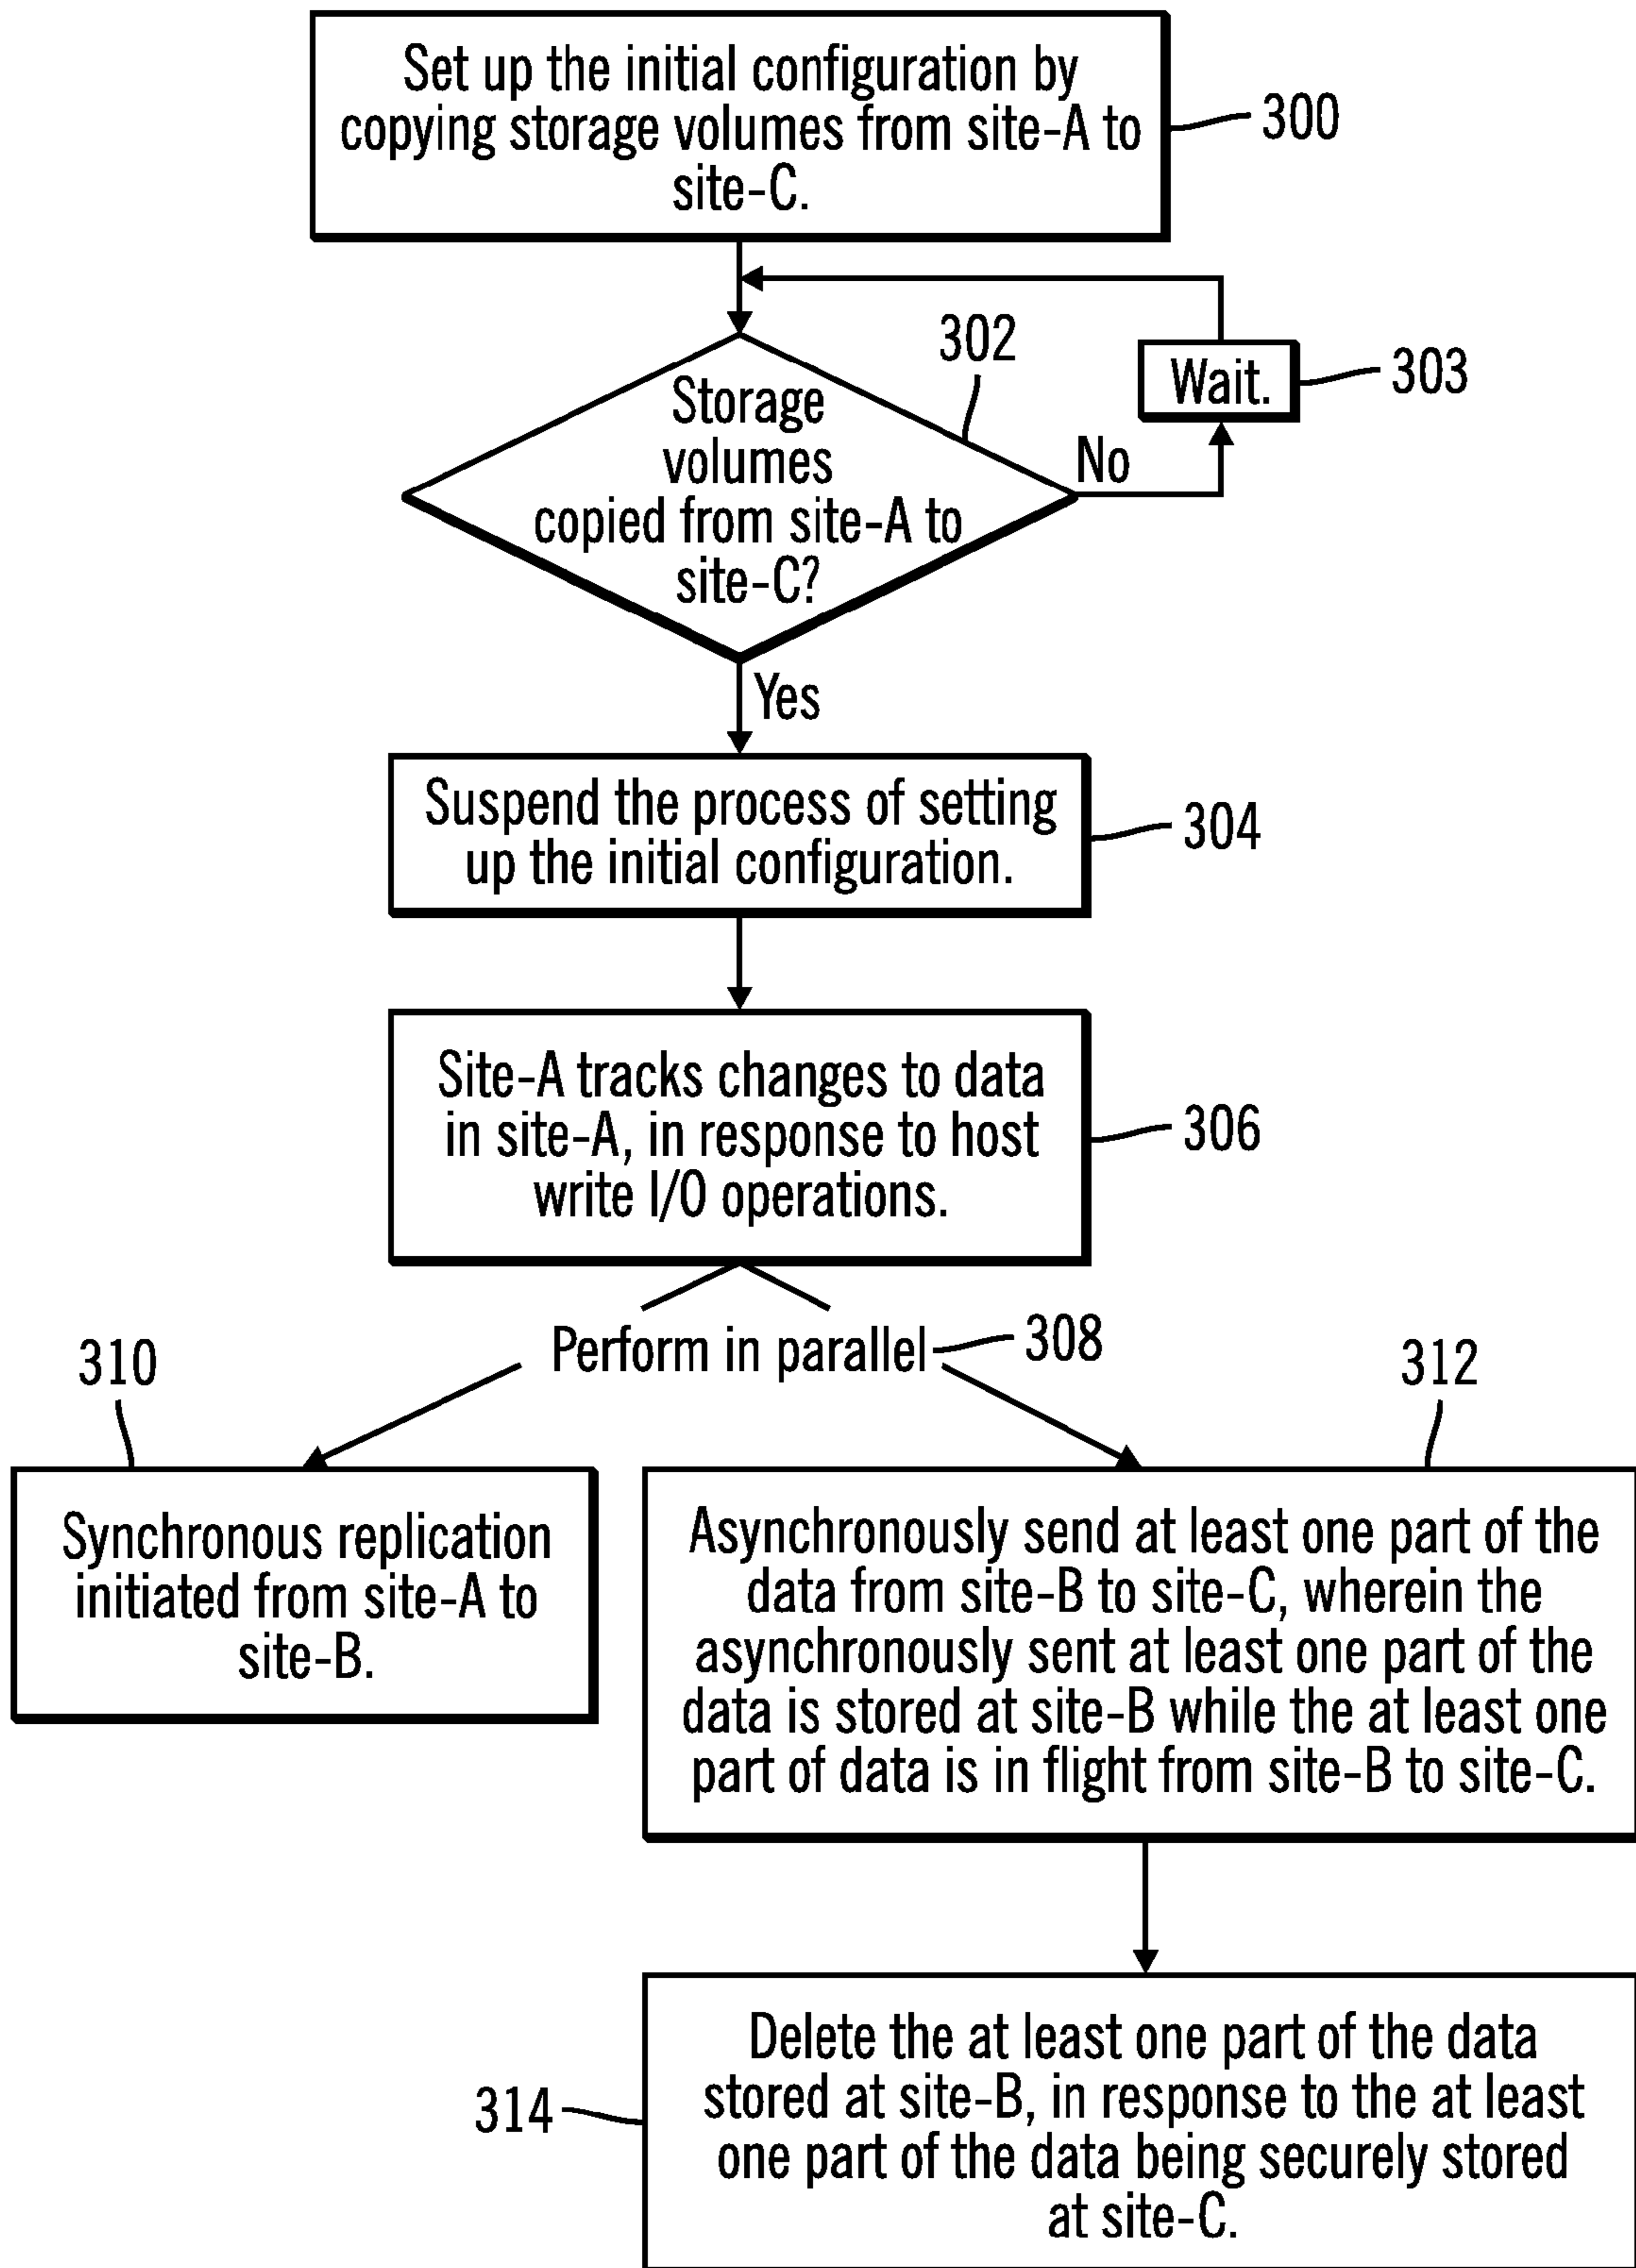 Set up the initial configuration by
copying storage volumes from site-A to
site-C.
300
302
Storage
volumes
copied from site-A to
site-C?
Wait.
303
No
Yes
Suspend the process of setting
up the initial configuration.
304
Site-A tracks changes to data
in site-A, in response to host
write I/O operations.
306
Perform in parallel
308
310
Synchronous replication
initiated from site-A to
site-B.
312
Asynchronously send at least one part of the
data from site-B to site-C, wherein the
asynchronously sent at least one part of the
data is stored at site-B while the at least one
part of data is in flight from site-B to site-C.
314
Delete the at least one part of the data
stored at site-B, in response to the at least
one part of the data being securely stored
at site-C.